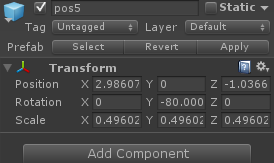 pos5 Static
Tag Untagged Layer Default
Prefab Select Revert Apply
Transform
Position X 2.98607 Y 0 Z -1.0366
Rotation X 0 Y -80.000 Z 0
Scale X 0.49602 Y 0.49602 Z 0.49602
Add Component